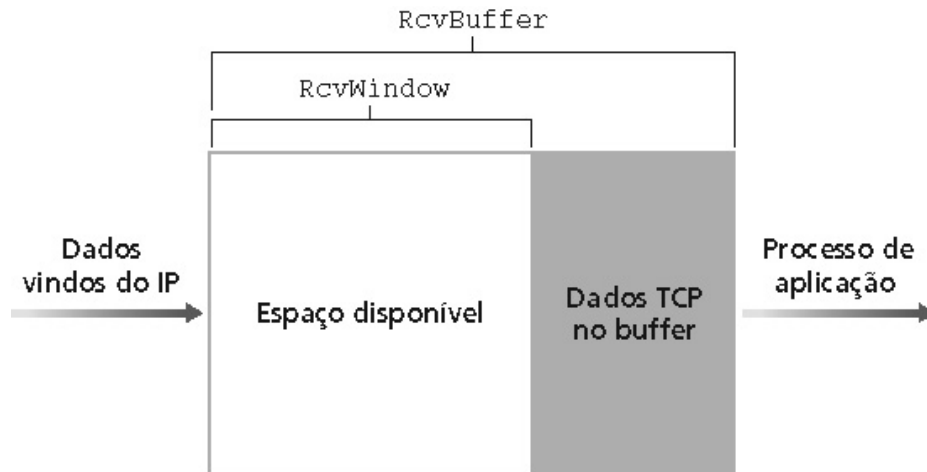 RcvBuffer
RcvWindow
Dados
vindos do IP
Espaço disponível
Dados TCP
no buffer
Processo de
aplicação